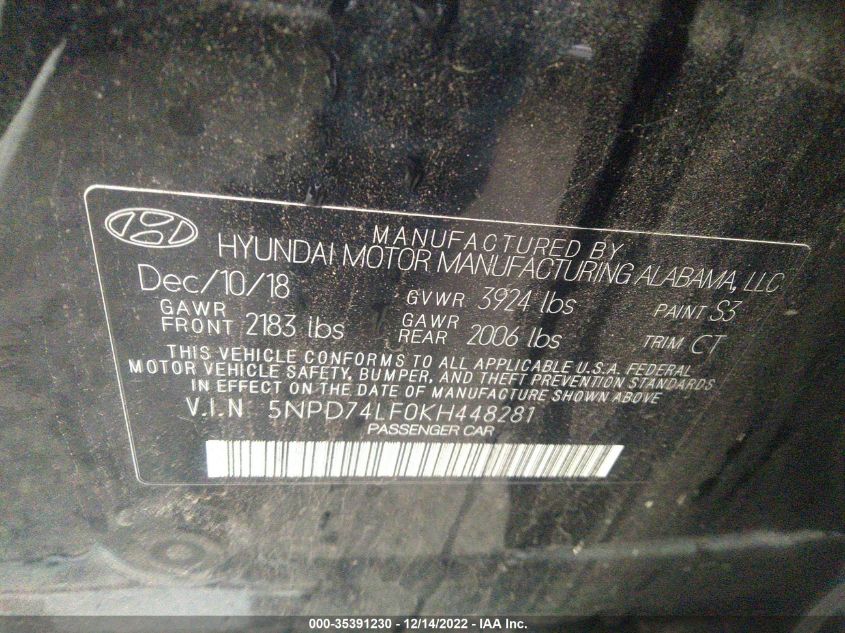 MANUFACTURED BY
HYUNDAI MOTOR MANUFACTURING ALABAMA, LLC
Dec/10/18 GVWR 3924 lbs PAINT S3
GAWR FRONT 2183 lbs GAWR REAR 2006 lbs TRIM CT
THIS VEHICLE CONFORMS TO ALL APPLICABLE U.S.A. FEDERAL
MOTOR VEHICLE SAFETY, BUMPER, AND THEFT PREVENTION STANDARDS
IN EFFECT ON THE DATE OF MANUFACTURE SHOWN ABOVE.
V.I.N 5NPD74LF0KH448281
PASSENGER CAR
000-35391230 - 12/14/2022 - IAA Inc.